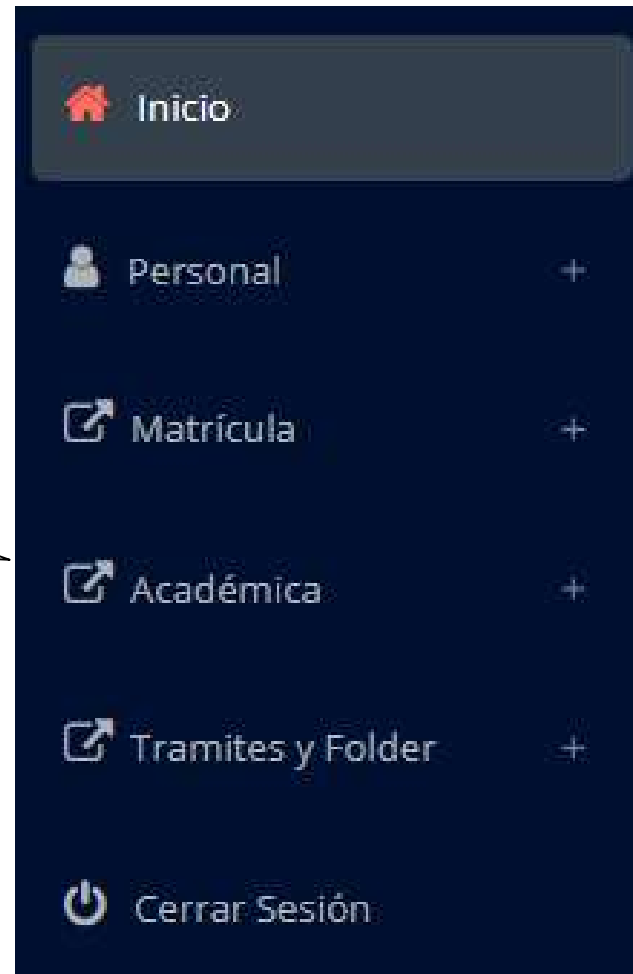 Inicio
Personal +
Matrícula +
Académica +
Tramites y Folder +
Cerrar Sesión